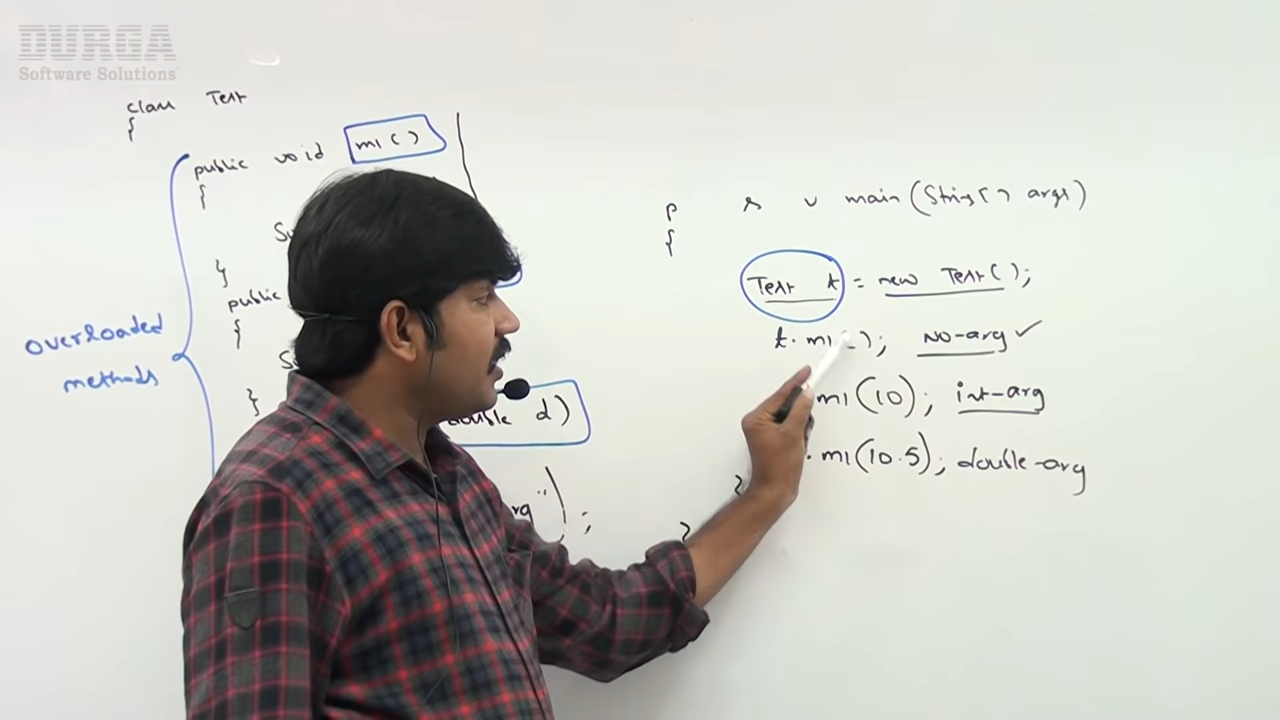 DURGA
Software Solutions
class Test
{
public void m1 ( )
{
}
public
{
}
overloaded
methods
double d)
arg")
;
p s v main (String[ ] args)
{
Test t = new Test( );
t. m1( ); No-arg ✓
m1(10); int-arg
. m1(10.5); double-arg
}
}